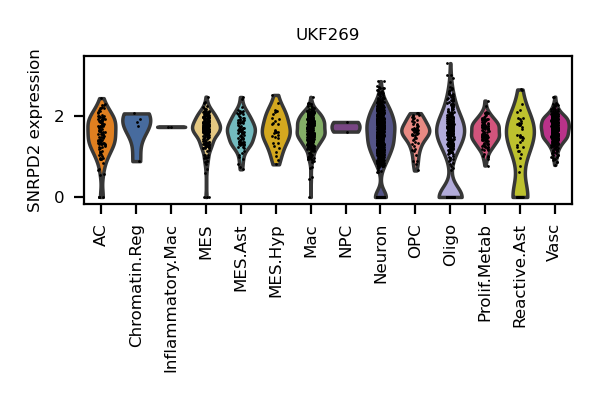 UKF269
SNRPD2 expression
2
0
AC
Chromatin.Reg
Inflammatory.Mac
MES
MES.Ast
MES.Hyp
Mac
NPC
Neuron
OPC
Oligo
Prolif.Metab
Reactive.Ast
Vasc